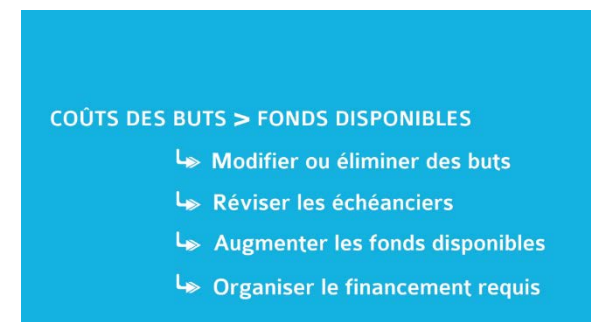 COÛTS DES BUTS > FONDS DISPONIBLES
Modifier ou éliminer des buts
Réviser les échéanciers
Augmenter les fonds disponibles
Organiser le financement requis